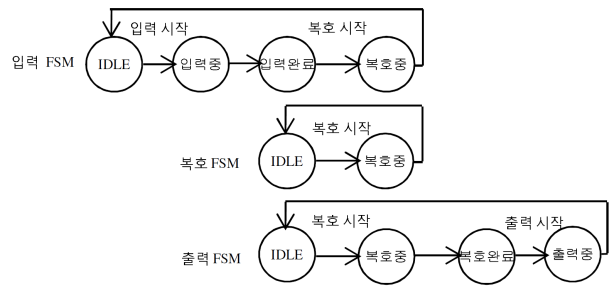 입력 시작 복호 시작
입력 FSM IDLE 입력중 입력완료 복호중
복호 시작
복호 FSM IDLE 복호중
복호 시작 출력 시작
출력 FSM IDLE 복호중 복호완료 출력중